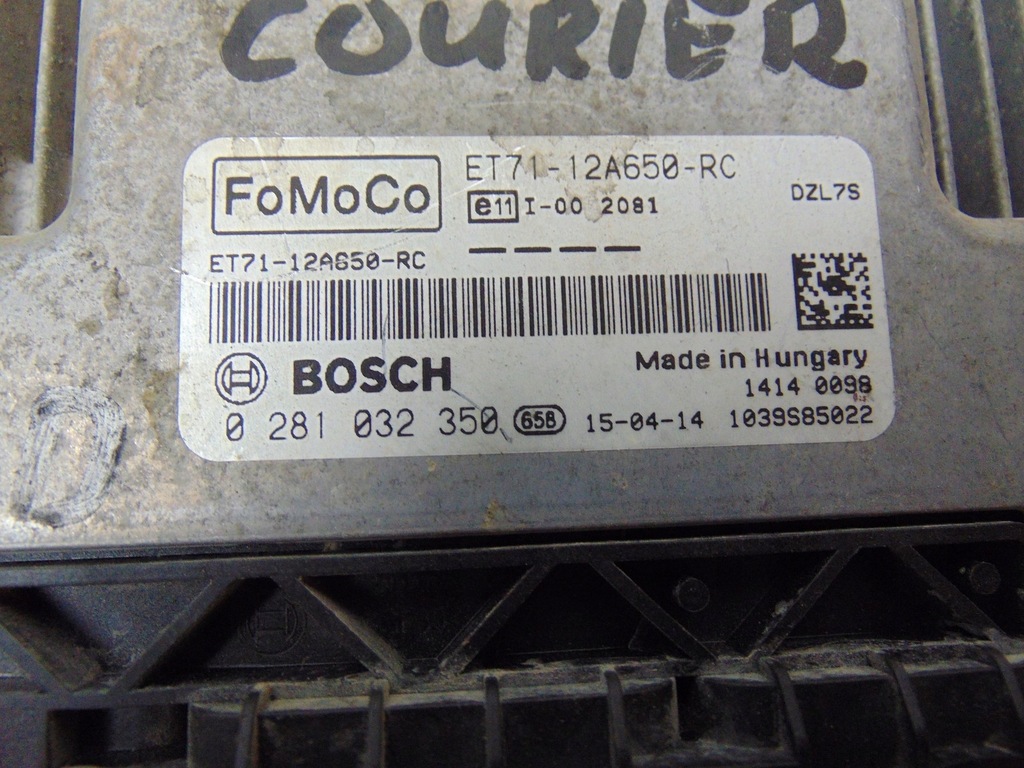 COURIER
FoMoCo
ET71-12A650-RC
e11 I-00 2081
DZL7S
----
ET71-12A650-RC
BOSCH
Made in Hungary
1414 0098
0 281 032 350 658 15-04-14 1039S85022
D